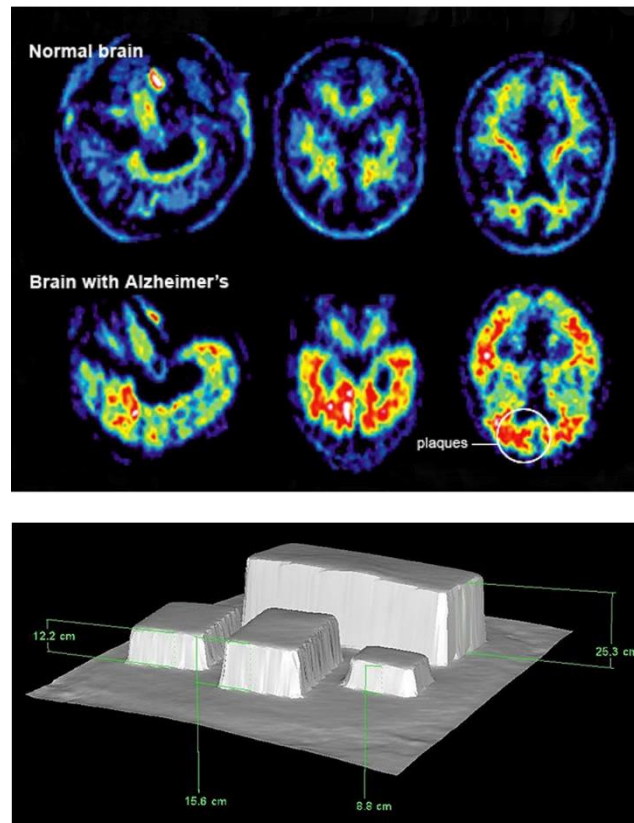 Normal brain
Brain with Alzheimer's
plaques
12.2 cm
25.3 cm
15.6 cm
8.8 cm